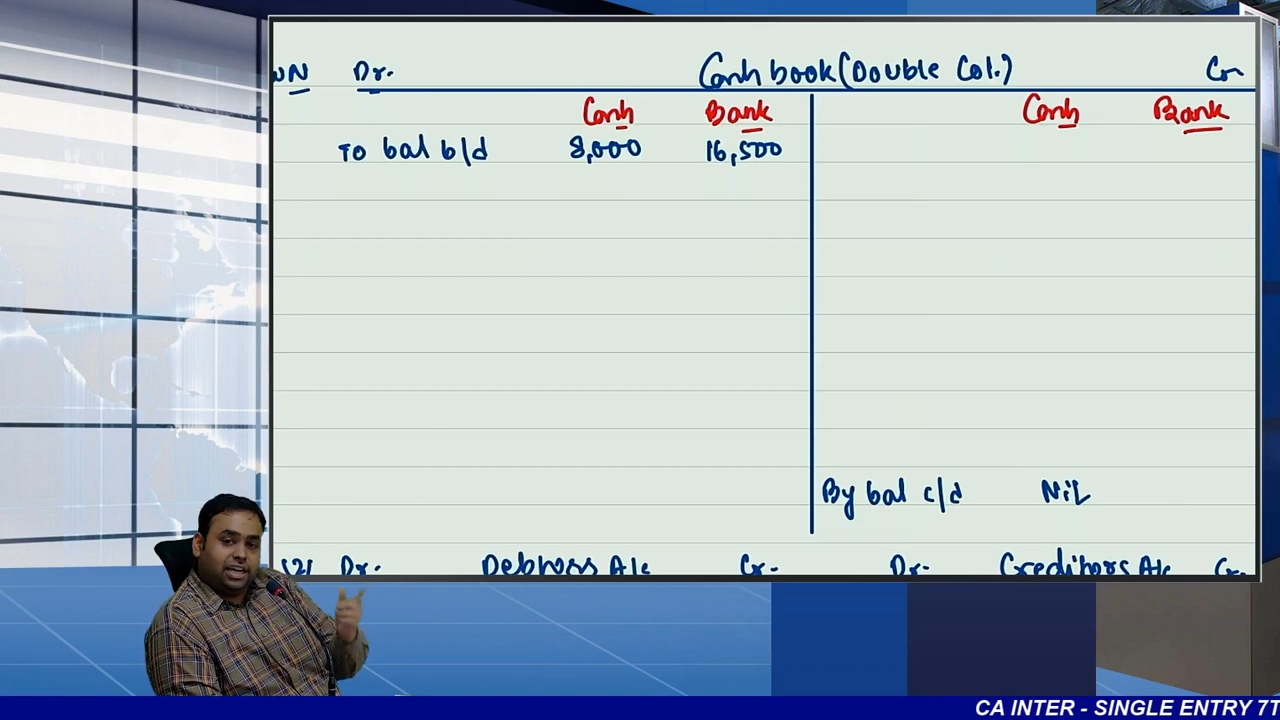 WN Dr. Cash book (Double Col.) Cr
Cash Bank Cash Bank
To bal b/d 8,000 16,500
By bal c/d NiL
Dr. Debtors A/c Cr. Dr. Creditors A/c Cr.
CA INTER - SINGLE ENTRY 7T